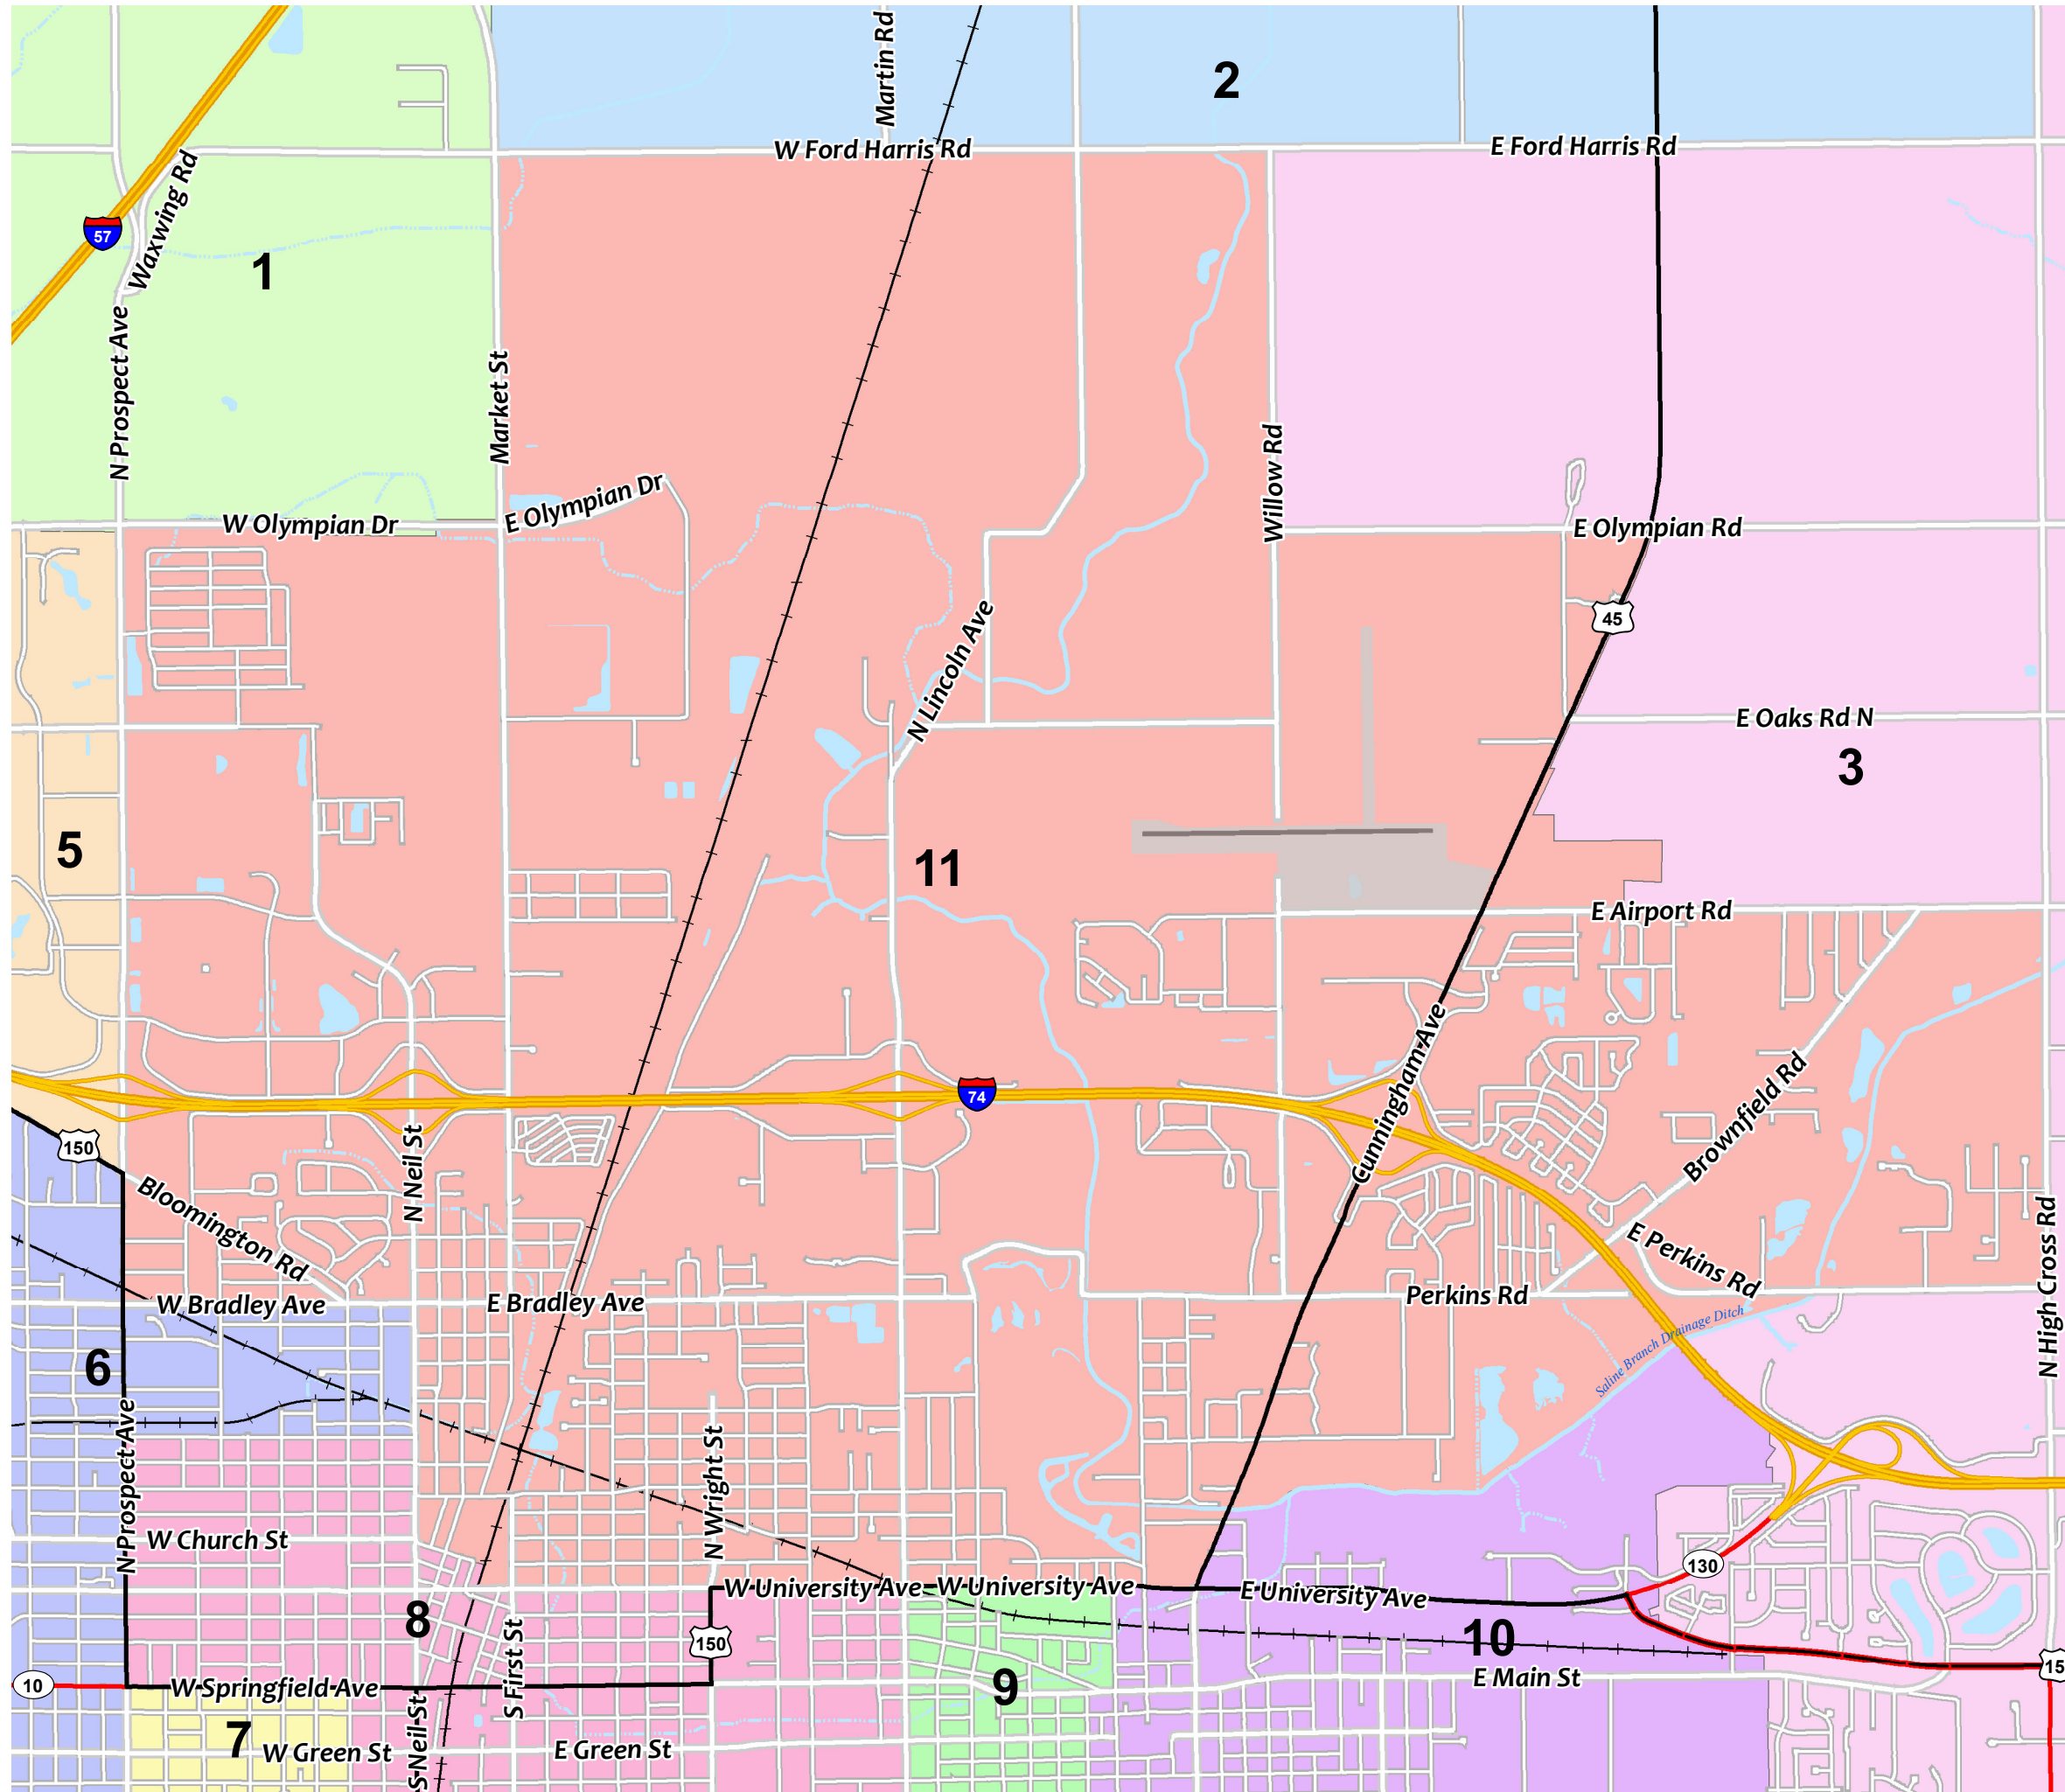 Martin Rd
2
W Ford Harris Rd
E Ford Harris Rd
Waxwing Rd
57
1
N Prospect Ave
Market St
Willow Rd
W Olympian Dr
E Olympian Dr
E Olympian Rd
45
N Lincoln Ave
E Oaks Rd N
3
5
11
E Airport Rd
Cunningham Ave
74
Brownfield Rd
150
N Neil St
Bloomington Rd
E Perkins Rd
N High Cross Rd
W Bradley Ave
E Bradley Ave
Perkins Rd
Saline Branch Drainage Ditch
6
N Prospect Ave
N Wright St
W Church St
130
W University Ave
W University Ave
E University Ave
8
S First St
150
10
E Main St
15
10
W Springfield Ave
9
S Neil St
7
W Green St
E Green St